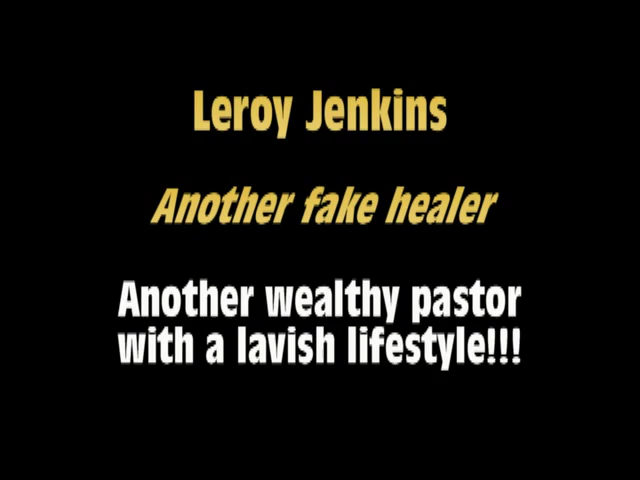 Leroy Jenkins
Another fake healer
Another wealthy pastor
with a lavish lifestyle!!!